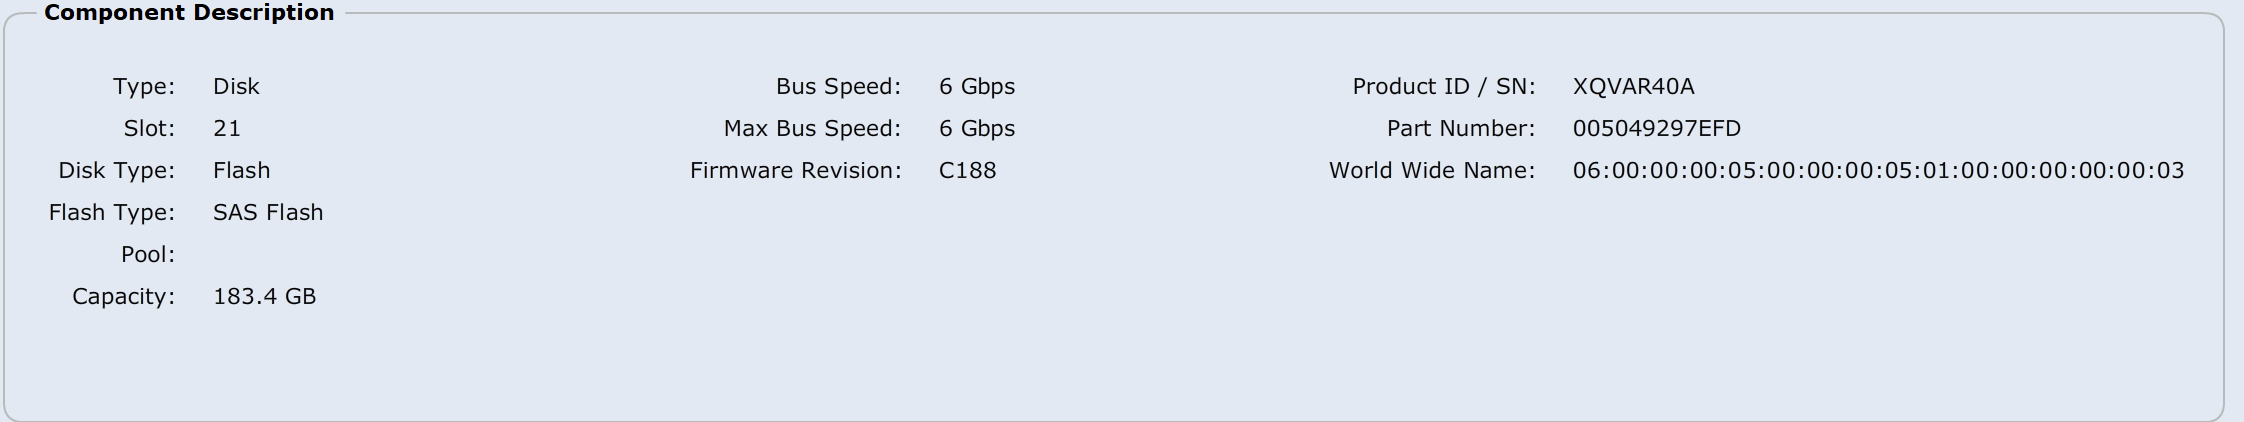 Component Description
Type: Disk
Slot: 21
Disk Type: Flash
Flash Type: SAS Flash
Pool:
Capacity: 183.4 GB
Bus Speed: 6 Gbps
Max Bus Speed: 6 Gbps
Firmware Revision: C188
Product ID / SN: XQVAR40A
Part Number: 005049297EFD
World Wide Name: 06:00:00:00:05:00:00:00:05:01:00:00:00:00:00:03